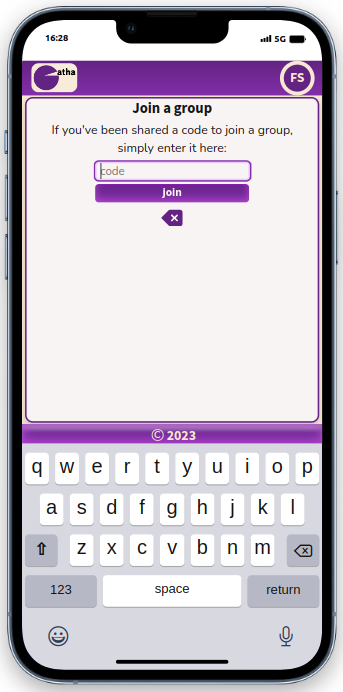 16:28
5G
atha
FS
Join a group
If you've been shared a code to join a group,
simply enter it here:
code
join
© 2023
q w e r t y u i o p
a s d f g h j k l
z x c v b n m
123 space return